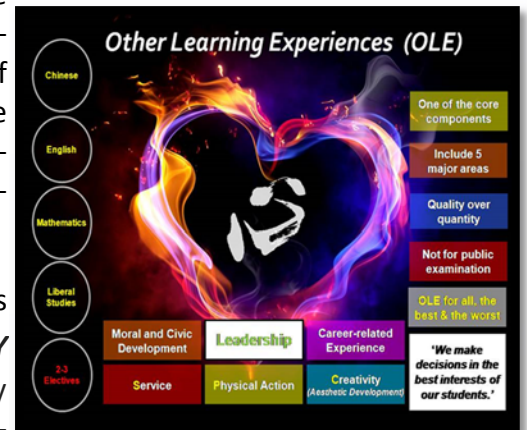 Other Learning Experiences (OLE)
Chinese
English
Mathematics
Liberal
Studies
2-3
Electives
One of the core
components
Include 5
major areas
Quality over
quantity
Not for public
examination
OLE for all, the
best & the worst
'We make
decisions in the
best interests of
our students.'
Moral and Civic
Development
Leadership
Career-related
Experience
Service
Physical Action
Creativity
(Aesthetic Development)